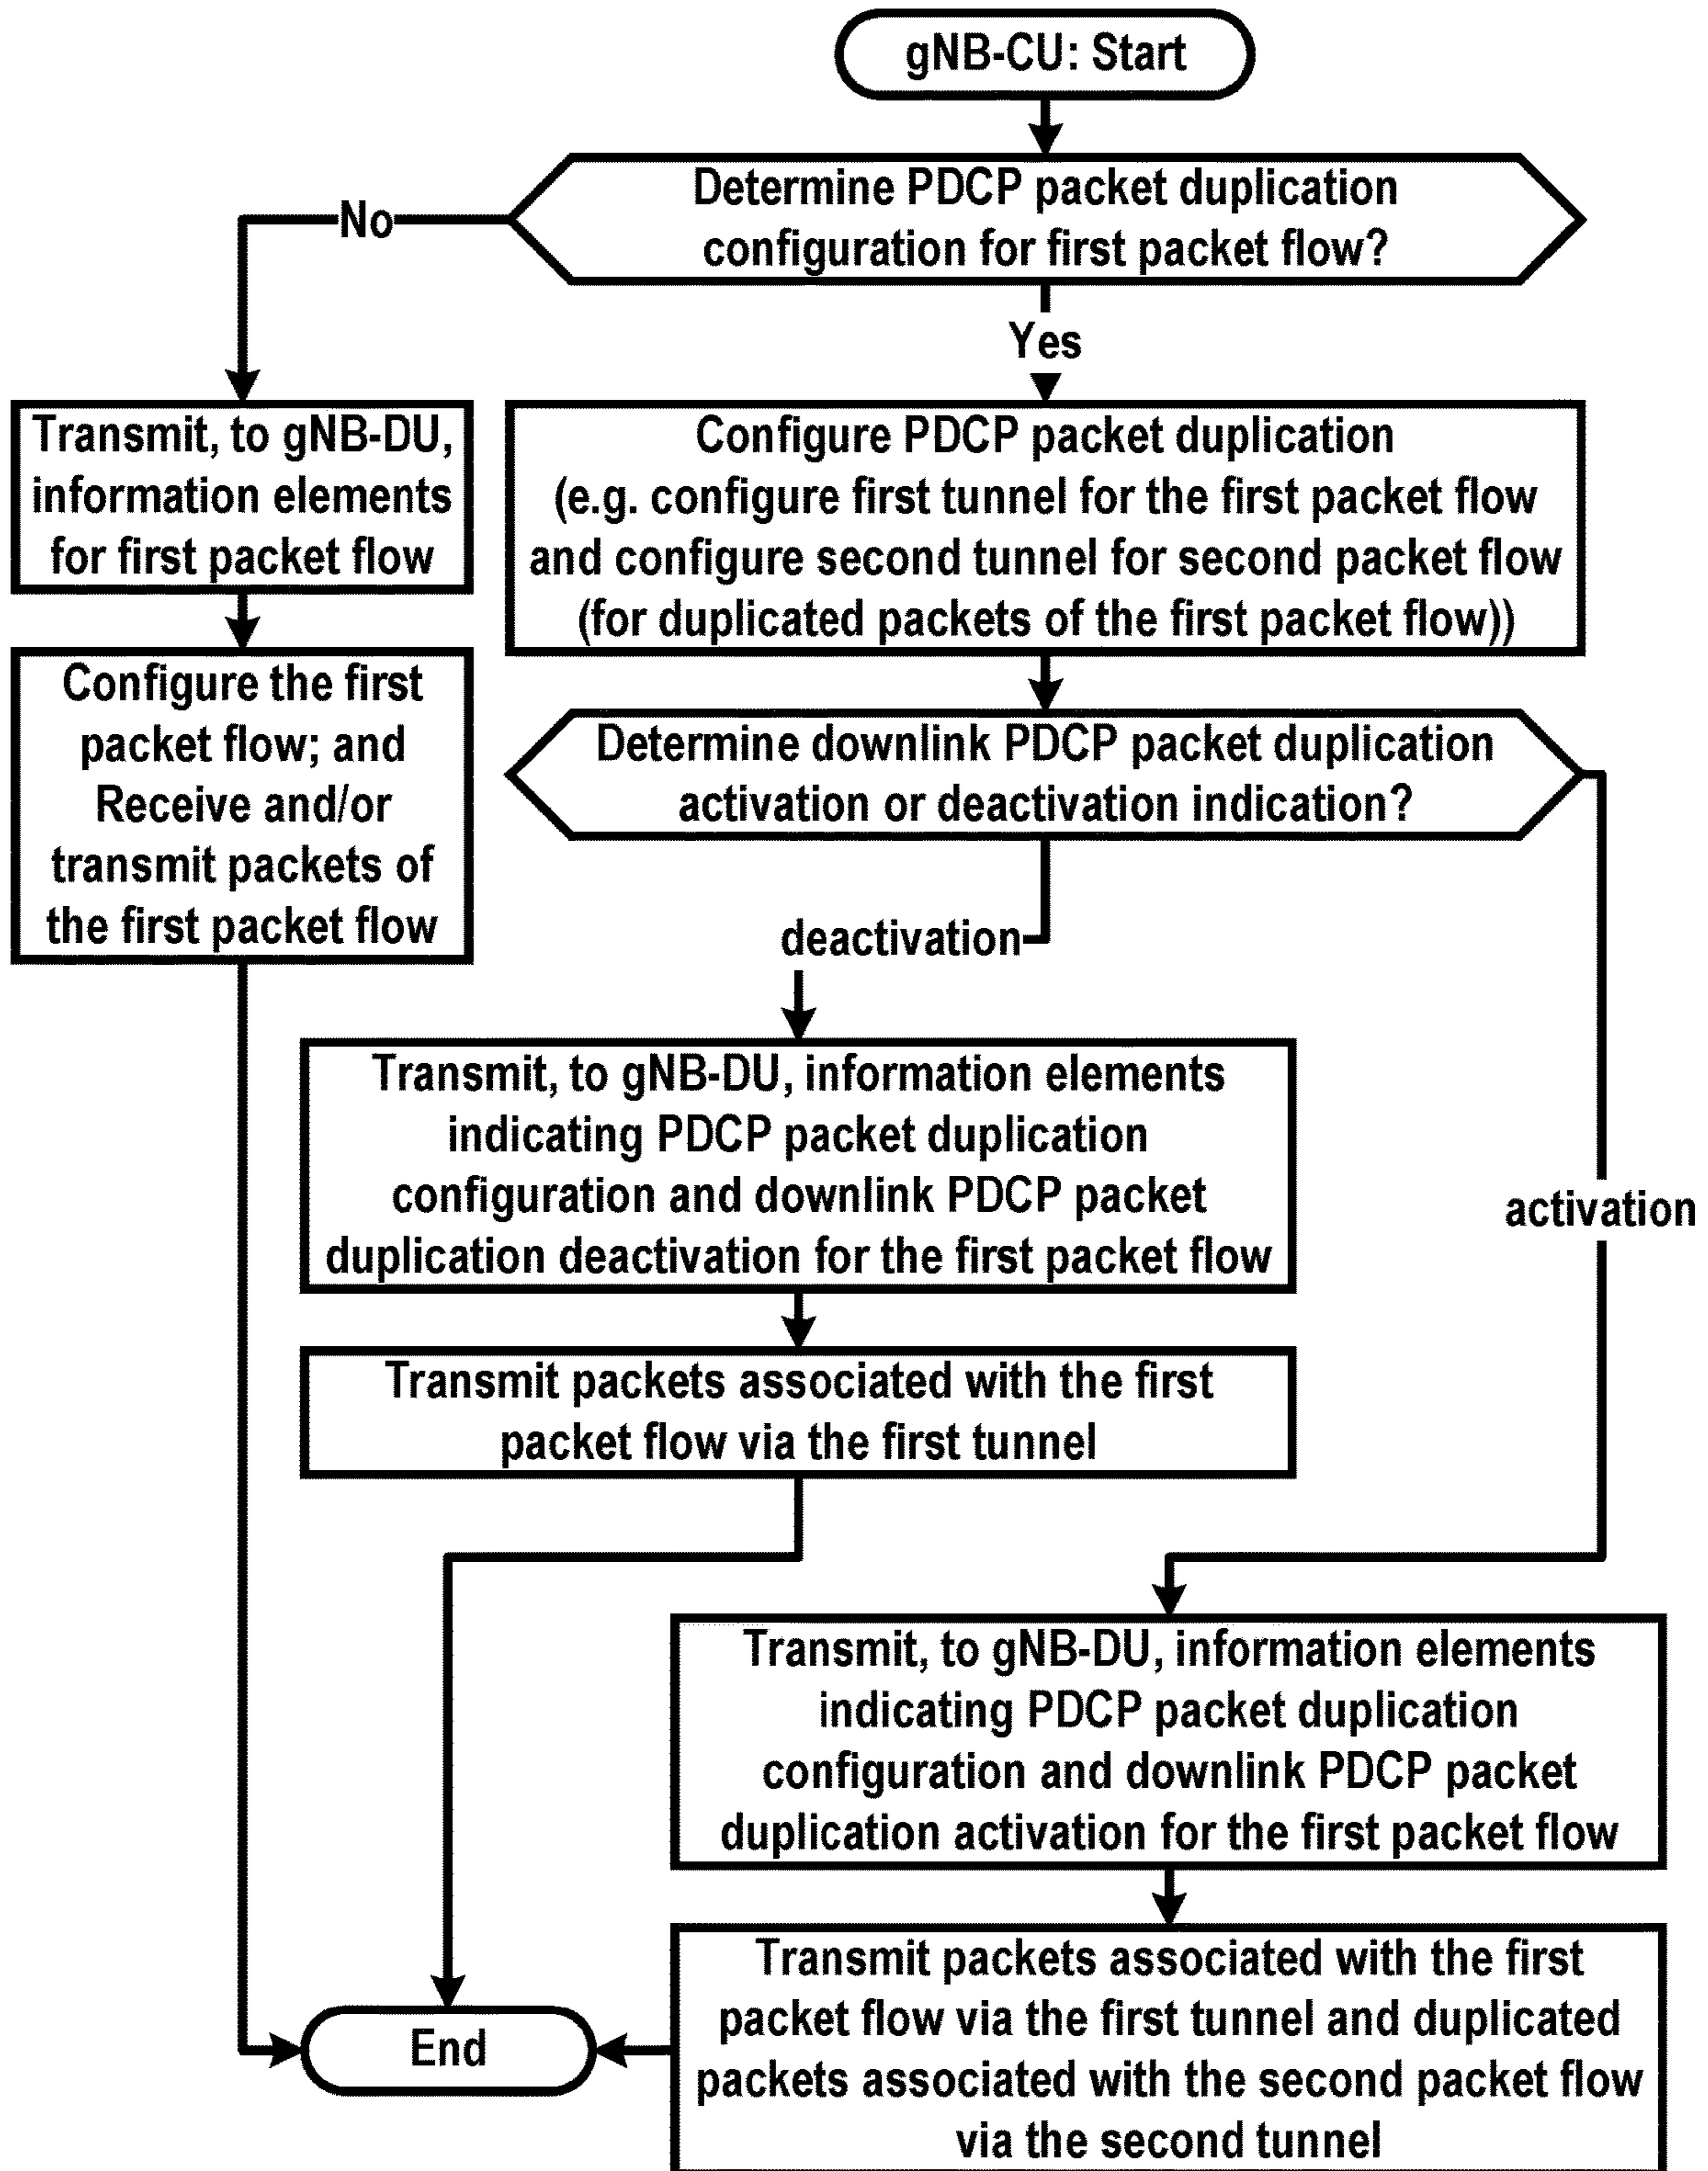 gNB-CU: Start
Determine PDCP packet duplication
configuration for first packet flow?
No
Yes
Transmit, to gNB-DU,
information elements
for first packet flow
Configure PDCP packet duplication
(e.g. configure first tunnel for the first packet flow
and configure second tunnel for second packet flow
(for duplicated packets of the first packet flow))
Configure the first
packet flow; and
Receive and/or
transmit packets of
the first packet flow
Determine downlink PDCP packet duplication
activation or deactivation indication?
deactivation
activation
Transmit, to gNB-DU, information elements
indicating PDCP packet duplication
configuration and downlink PDCP packet
duplication deactivation for the first packet flow
Transmit packets associated with the first
packet flow via the first tunnel
Transmit, to gNB-DU, information elements
indicating PDCP packet duplication
configuration and downlink PDCP packet
duplication activation for the first packet flow
Transmit packets associated with the first
packet flow via the first tunnel and duplicated
packets associated with the second packet flow
via the second tunnel
End